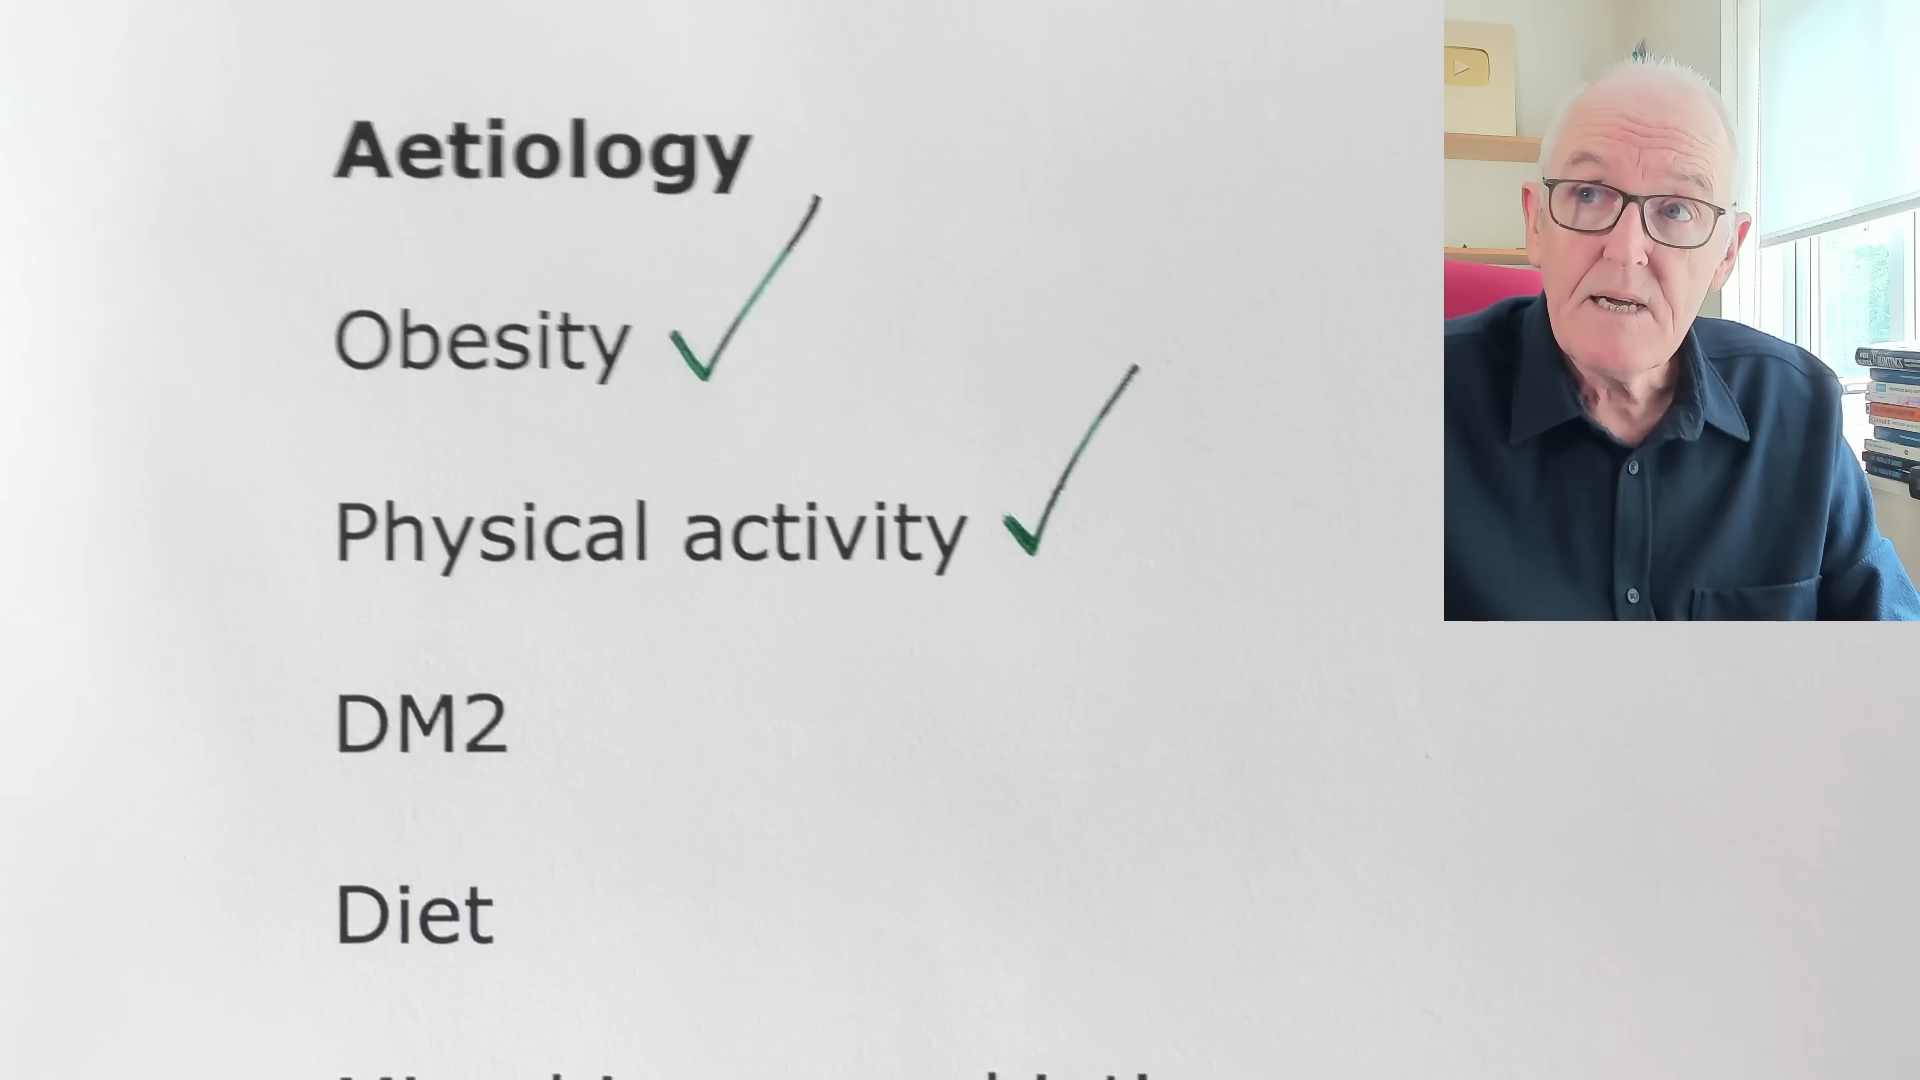 Aetiology
Obesity
Physical activity
DM2
Diet